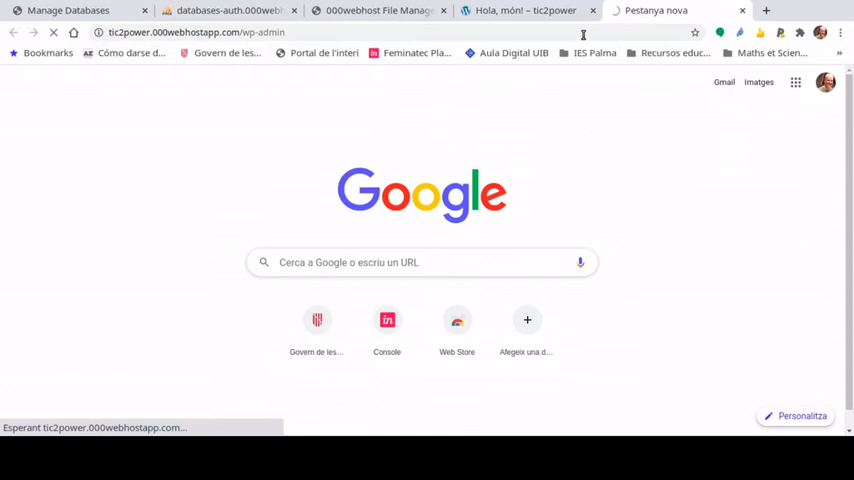 Manage Databases
databases-auth.000webh
000webhost File Manage
Hola, món! – tic2power
Pestanya nova
tic2power.000webhostapp.com/wp-admin
Bookmarks
Cómo darse d...
Govern de les...
Portal de l'interi
Feminatec Pla...
Aula Digital UIB
IES Palma
Recursos educ...
Maths et Scien...
»
Gmail
Imatges
Google
Cerca a Google o escriu un URL
Govern de les...
Console
Web Store
Afegeix una d...
Personalitza
Esperant tic2power.000webhostapp.com...